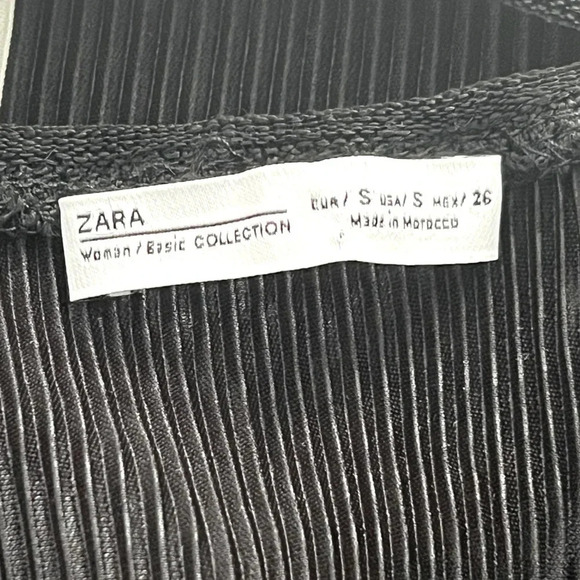 ZARA
Woman / Basic COLLECTION
EUR / S USA / S MEX / 26
Made in Morocco